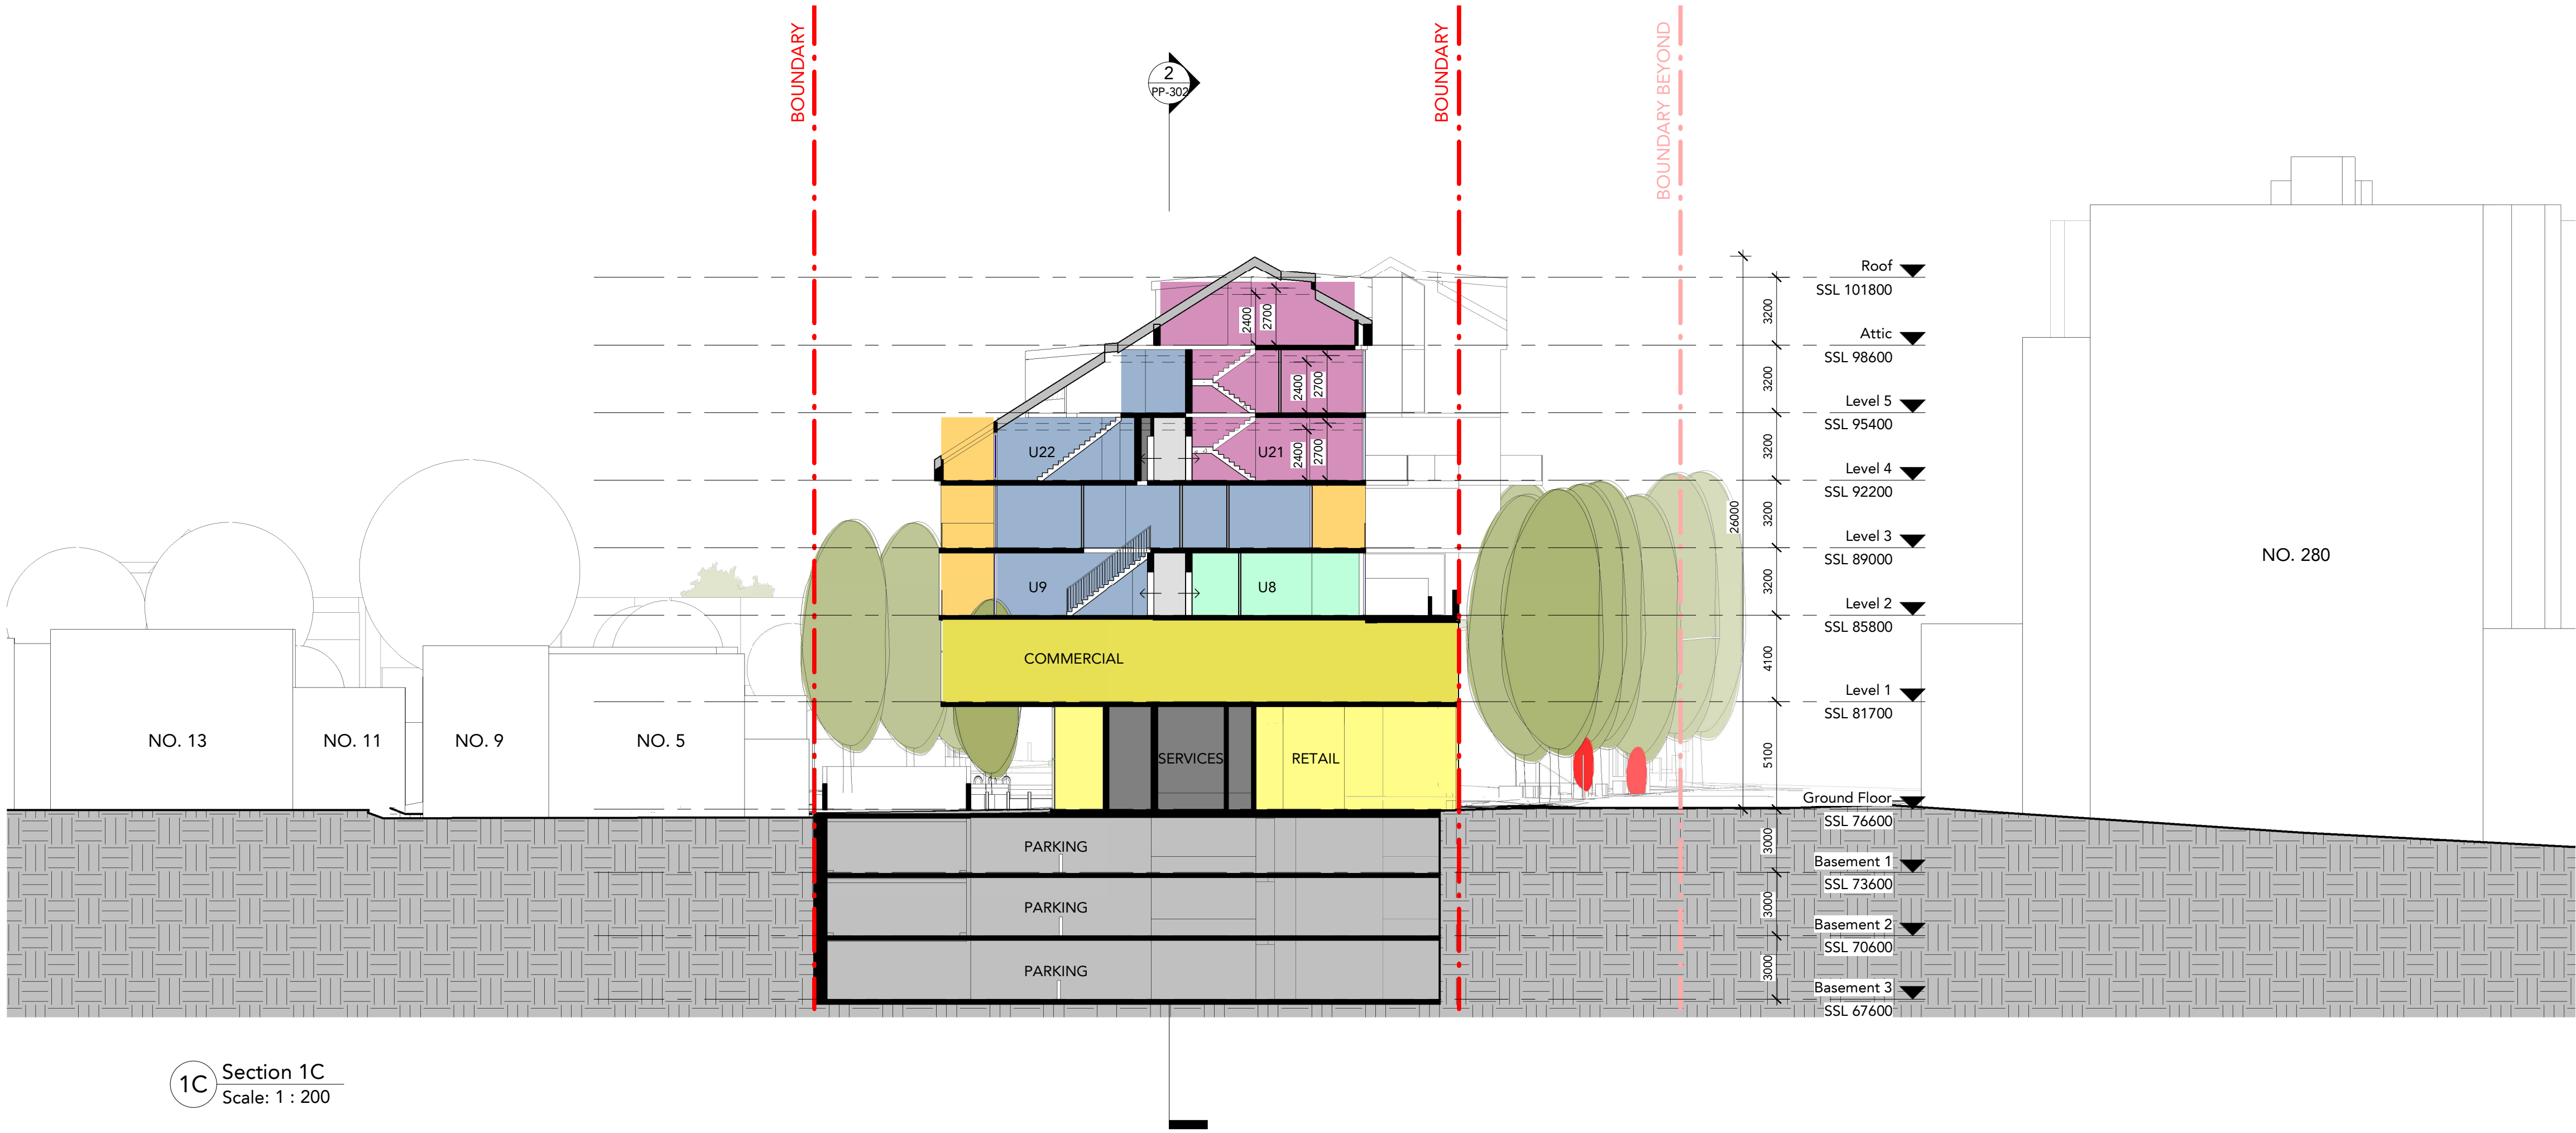 BOUNDARY
BOUNDARY
BOUNDARY BEYOND
2
PP-302
Roof
SSL 101800
3200
2400
2700
Attic
SSL 98600
3200
2400
2700
Level 5
SSL 95400
3200
U22
U21
2400
2700
Level 4
SSL 92200
3200
26000
Level 3
SSL 89000
3200
U9
U8
Level 2
SSL 85800
4100
COMMERCIAL
Level 1
SSL 81700
5100
SERVICES
RETAIL
NO. 13
NO. 11
NO. 9
NO. 5
NO. 280
Ground Floor
SSL 76600
3000
PARKING
Basement 1
SSL 73600
3000
PARKING
Basement 2
SSL 70600
3000
PARKING
Basement 3
SSL 67600
1C
Section 1C
Scale: 1 : 200